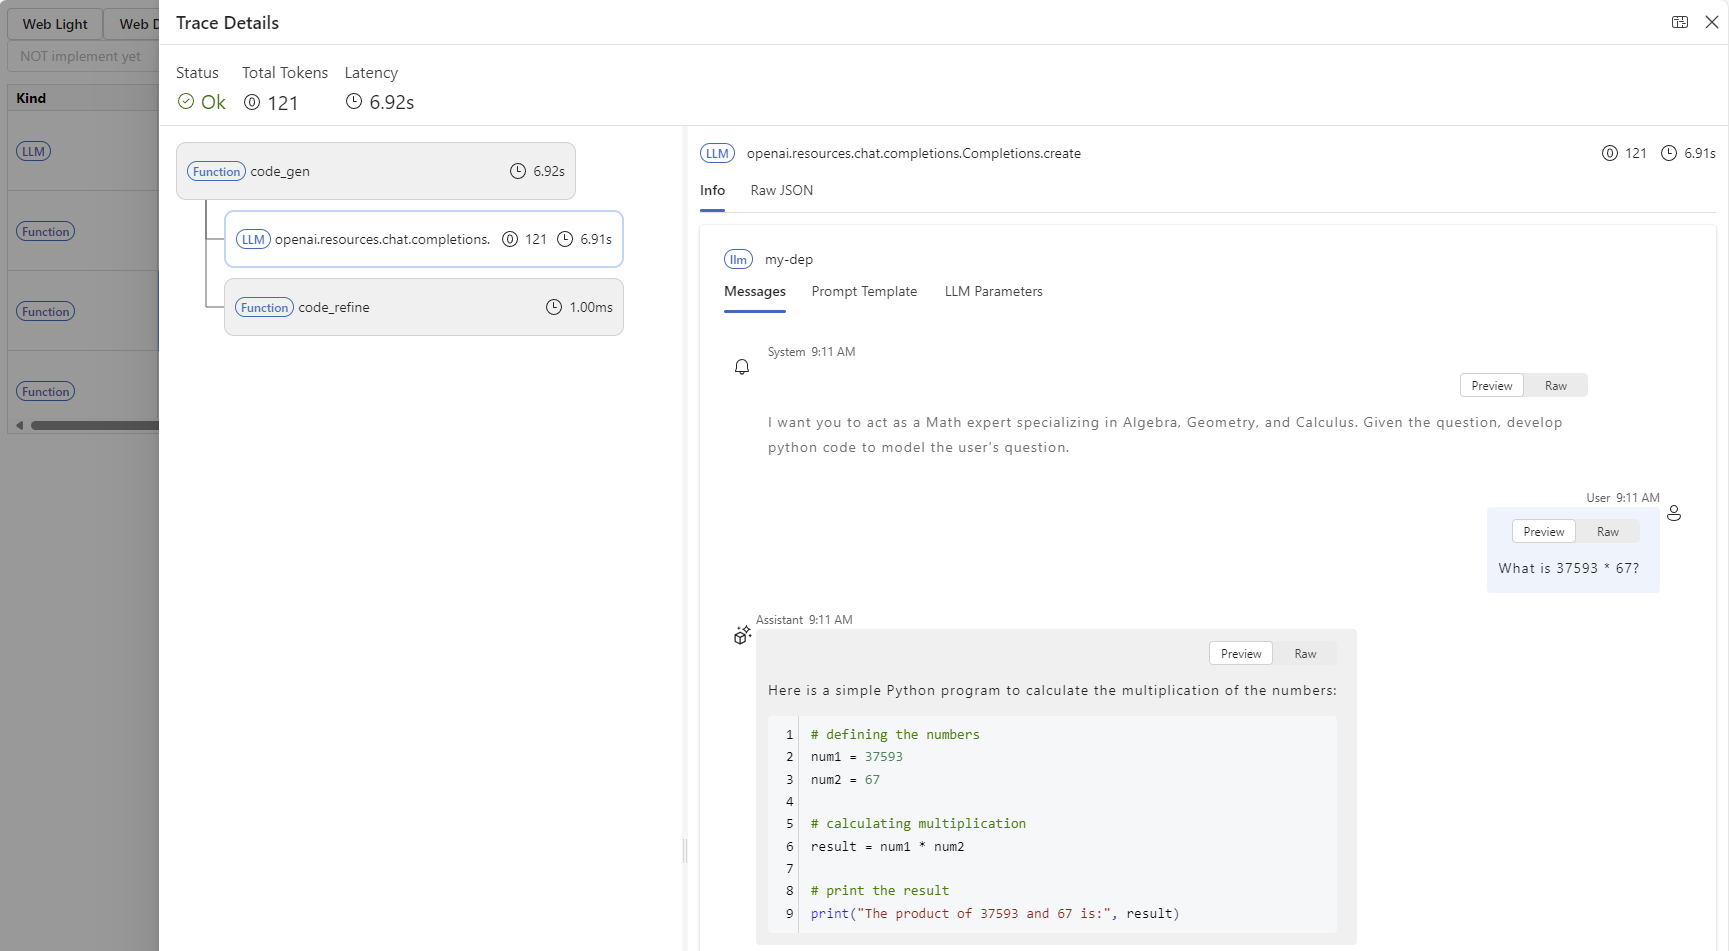 Web Light
Web D
NOT implement yet
Kind
LLM
Function
Function
Function
Trace Details
Status Total Tokens Latency
Ok 121 6.92s
Function code_gen 6.92s
LLM openai.resources.chat.completions. 121 6.91s
Function code_refine 1.00ms
LLM openai.resources.chat.completions.Completions.create 121 6.91s
Info Raw JSON
llm my-dep
Messages Prompt Template LLM Parameters
System 9:11 AM
Preview Raw
I want you to act as a Math expert specializing in Algebra, Geometry, and Calculus. Given the question, develop
python code to model the user's question.
User 9:11 AM
Preview Raw
What is 37593 * 67?
Assistant 9:11 AM
Preview Raw
Here is a simple Python program to calculate the multiplication of the numbers:
1 # defining the numbers
2 num1 = 37593
3 num2 = 67
4
5 # calculating multiplication
6 result = num1 * num2
7
8 # print the result
9 print("The product of 37593 and 67 is:", result)